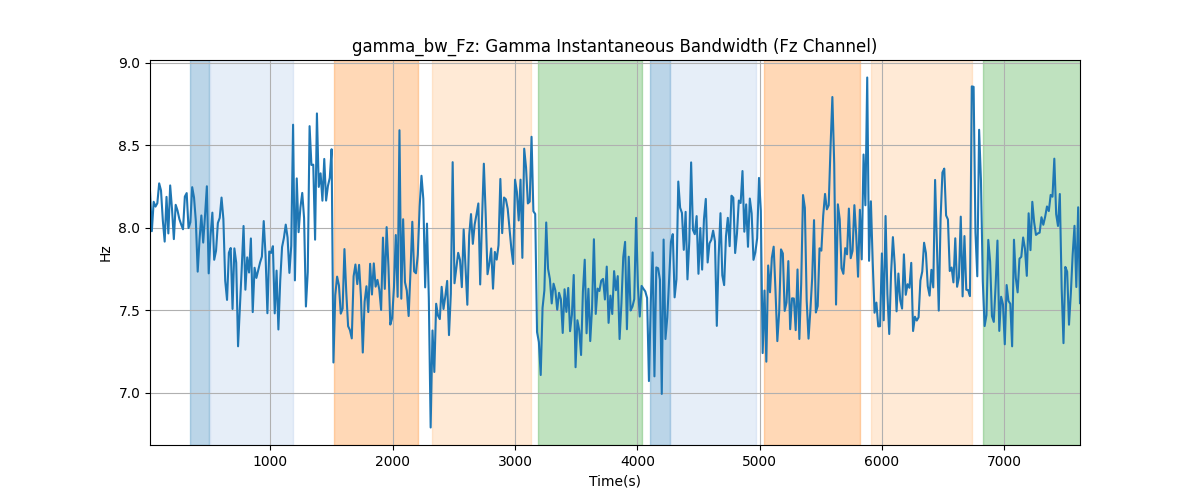 gamma_bw_Fz: Gamma Instantaneous Bandwidth (Fz Channel)
9.0
8.5
8.0
7.5
7.0
Hz
1000 2000 3000 4000 5000 6000 7000
Time(s)